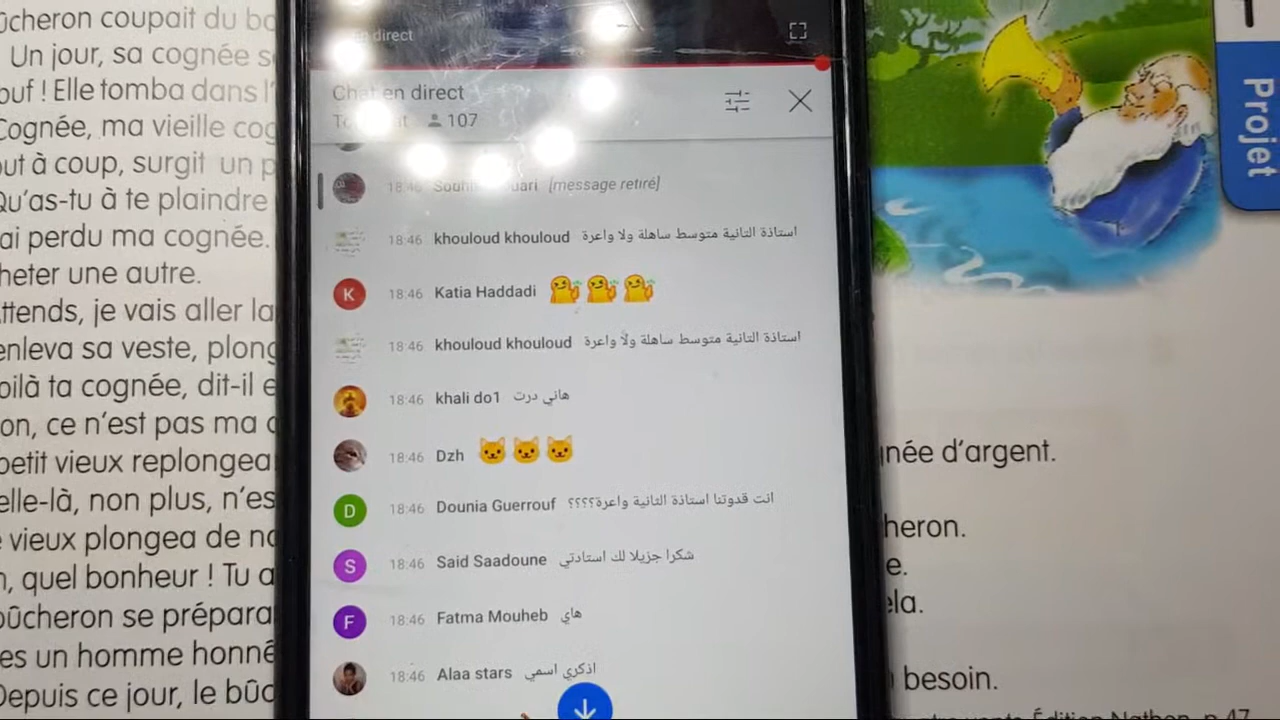 ûcheron coupait du bo
Un jour, sa cognée s
ouf ! Elle tomba dans l'
Cognée, ma vieille cog
out à coup, surgit un p
Qu'as-tu à te plaindre
ai perdu ma cognée.
heter une autre.
ttends, je vais aller la
enleva sa veste, plong
oilà ta cognée, dit-il e
on, ce n'est pas ma c
petit vieux replongea
elle-là, non plus, n'es
e vieux plongea de no
n, quel bonheur ! Tu a
oûcheron se prépara
es un homme honnê
Depuis ce jour, le bûc
direct
Chat en direct
107
18:46 [message retiré]
18:46 khouloud khouloud استاذة التانية متوسط ساهلة ولا واعرة
K 18:46 Katia Haddadi
18:46 khouloud khouloud استاذة التانية متوسط ساهلة ولا واعرة
18:46 khali do1 هاني درت
18:46 Dzh
D 18:46 Dounia Guerrouf انت قدوتنا استاذة التانية واعرة؟؟؟؟
S 18:46 Said Saadoune شكرا جزيلا لك استادتي
F 18:46 Fatma Mouheb هاي
18:46 Alaa stars اذكري اسمي
Projet
née d'argent.
heron.
e.
ela.
besoin.
Édition Nathan, p.47